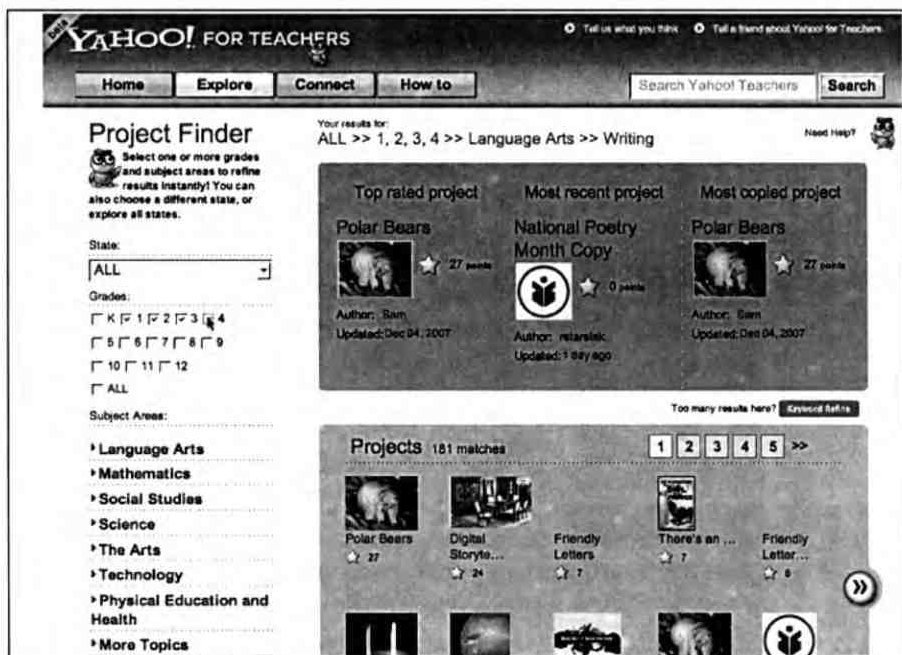 beta
YAHOO! FOR TEACHERS
Tell us what you think
Tell a friend about Yahoo! for Teachers
Home
Explore
Connect
How to
Search Yahoo! Teachers
Search
Project Finder
Select one or more grades
and subject areas to refine
results instantly! You can
also choose a different state, or
explore all states.
State:
ALL
Grades:
K 1 2 3 4
5 6 7 8 9
10 11 12
ALL
Subject Areas:
Language Arts
Mathematics
Social Studies
Science
The Arts
Technology
Physical Education and
Health
More Topics
Your results for:
ALL >> 1, 2, 3, 4 >> Language Arts >> Writing
Need Help?
Top rated project
Polar Bears
27 points
Author: Sam
Updated: Dec 04, 2007
Most recent project
National Poetry
Month Copy
0 points
Author:
Updated: 1 day ago
Most copied project
Polar Bears
27 points
Author: Sam
Updated: Dec 04, 2007
Too many results here?
Keyword Refine
Projects 181 matches
1 2 3 4 5 >>
Polar Bears
27
Digital
Storyte...
24
Friendly
Letters
7
There's an ...
7
Friendly
Letter...
6